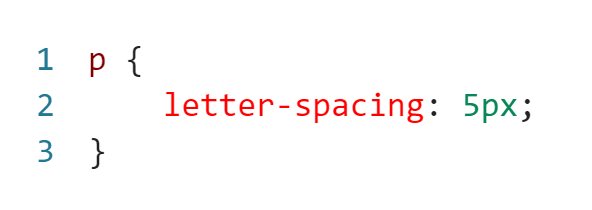 1 p {
2     letter-spacing: 5px;
3 }